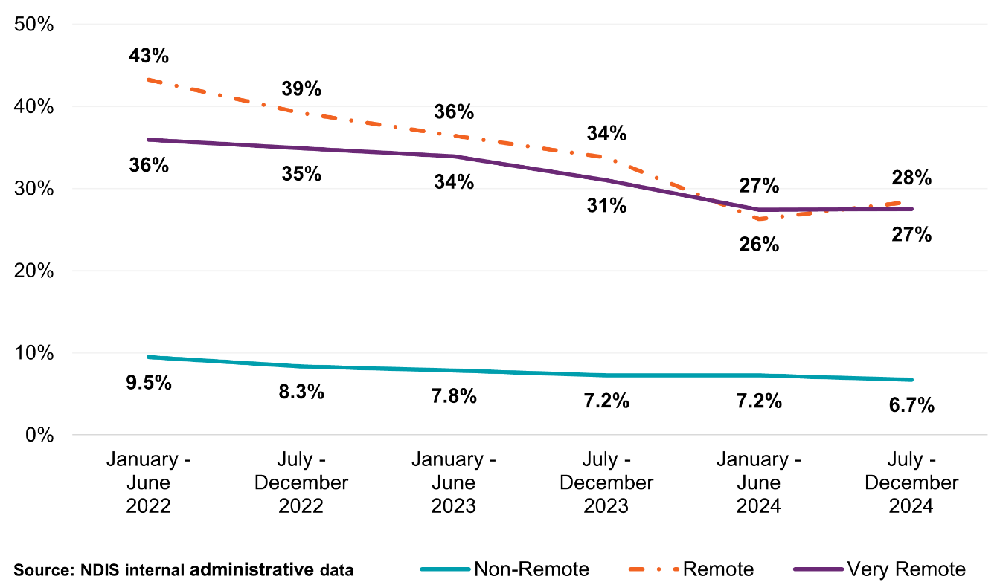 50%
43%
39%
36%
40%
34%
36%
35%
34%
31%
27%
28%
30%
26%
27%
20%
10%
9.5%
8.3%
7.8%
7.2%
7.2%
6.7%
0%
January -
June
2022
July -
December
2022
January -
June
2023
July -
December
2023
January -
June
2024
July -
December
2024
Source: NDIS internal administrative data
Non-Remote
Remote
Very Remote